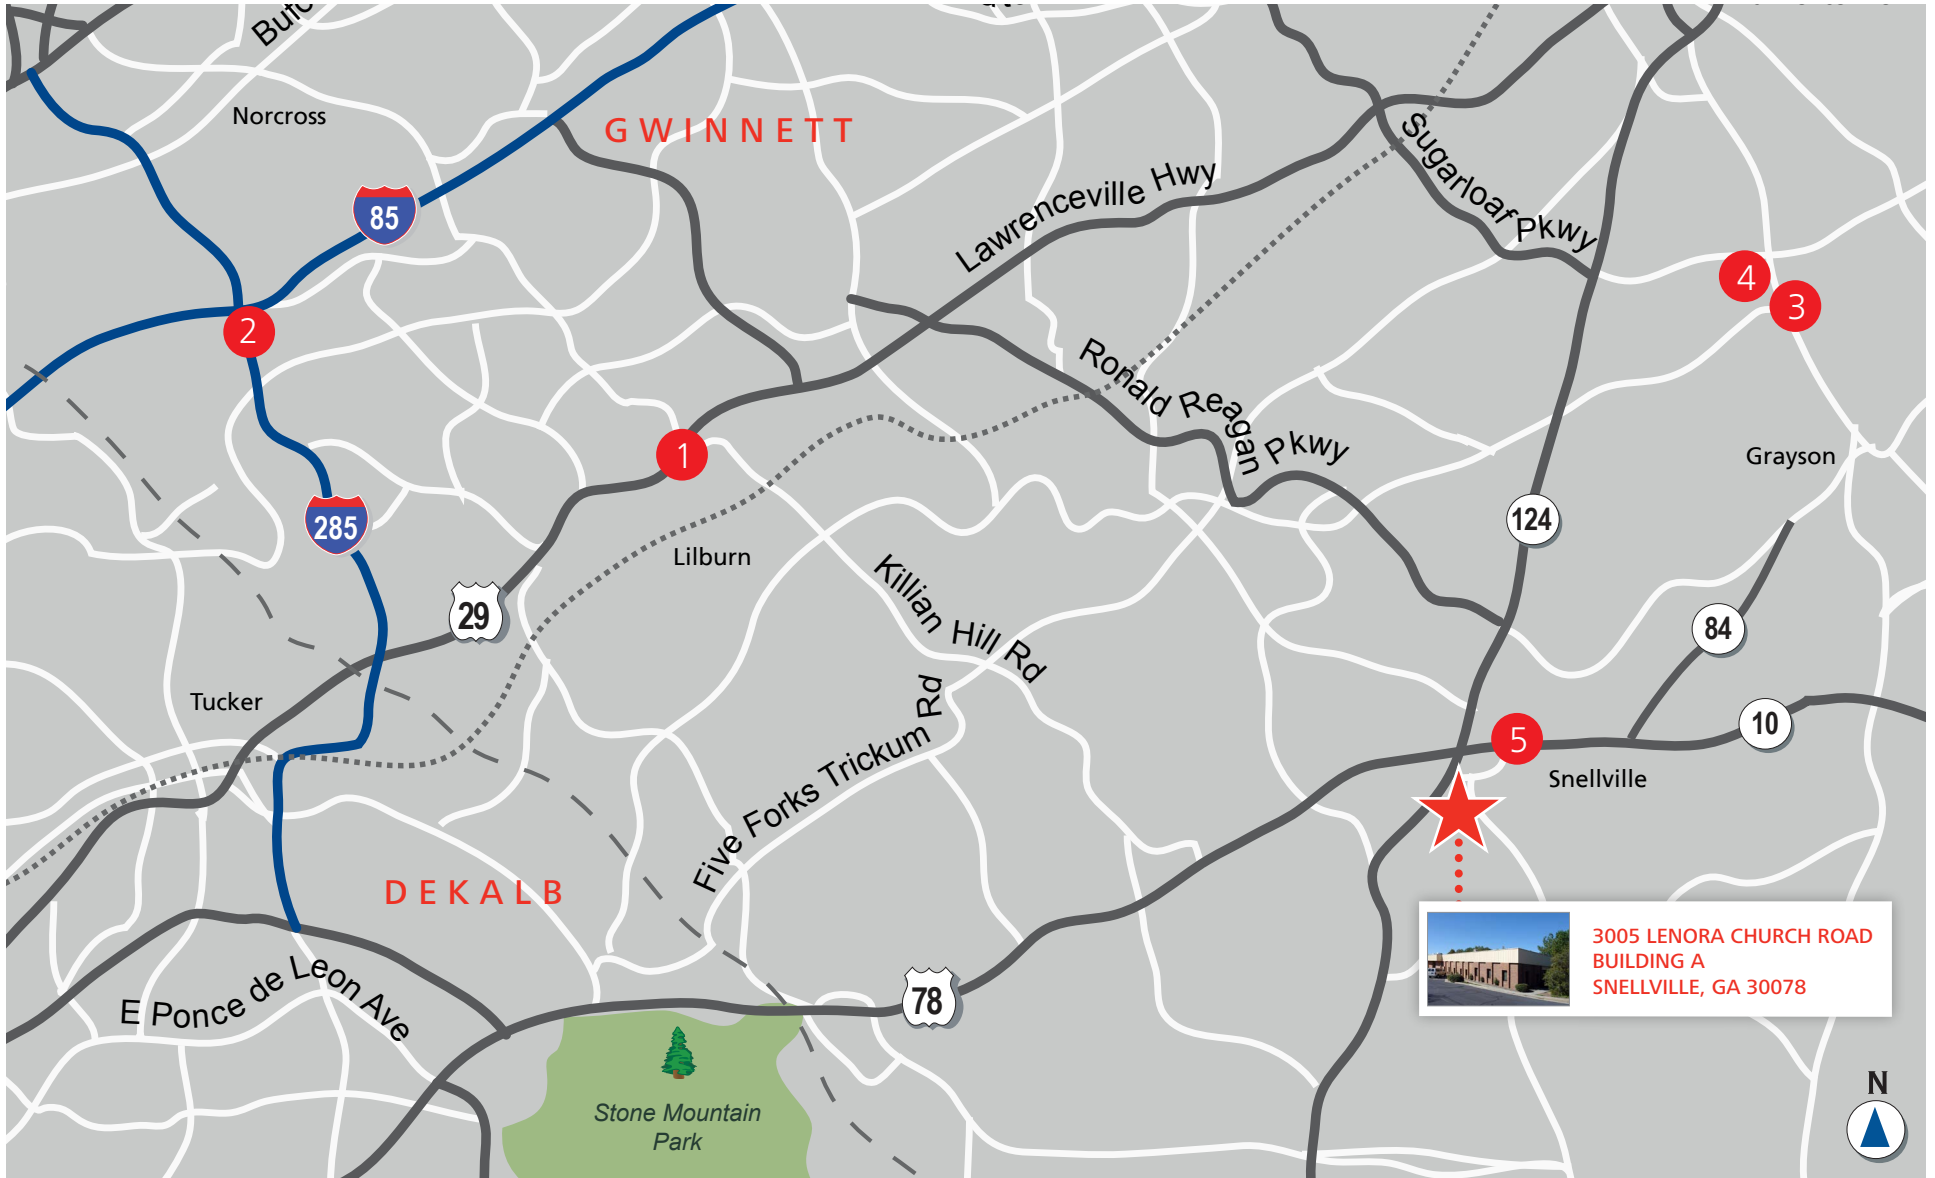 Norcross
GWINNETT
85
Sugarloaf Pkwy
Lawrenceville Hwy
4
3
2
Ronald Reagan Pkwy
1
Grayson
285
124
Lilburn
29
Killian Hill Rd
84
Tucker
10
5
Five Forks Trickum Rd
Snellville
DEKALB
3005 LENORA CHURCH ROAD
BUILDING A
SNELLVILLE, GA 30078
E Ponce de Leon Ave
78
N
Stone Mountain
Park